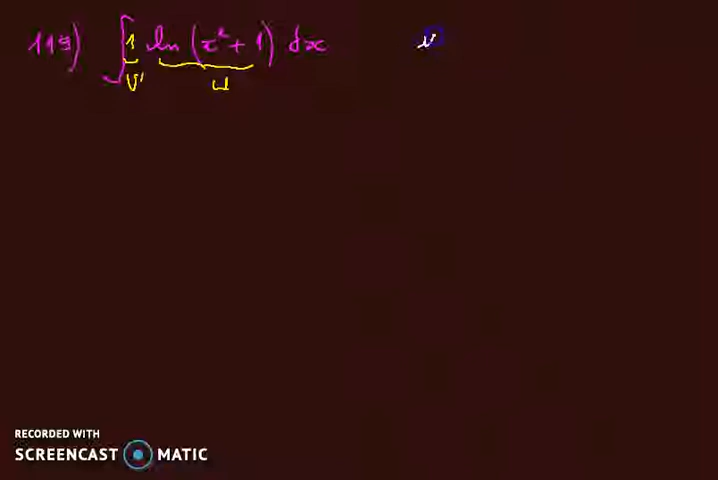 119) ∫ 1 ln (x² + 1) dx
v' u
u
RECORDED WITH
SCREENCAST MATIC